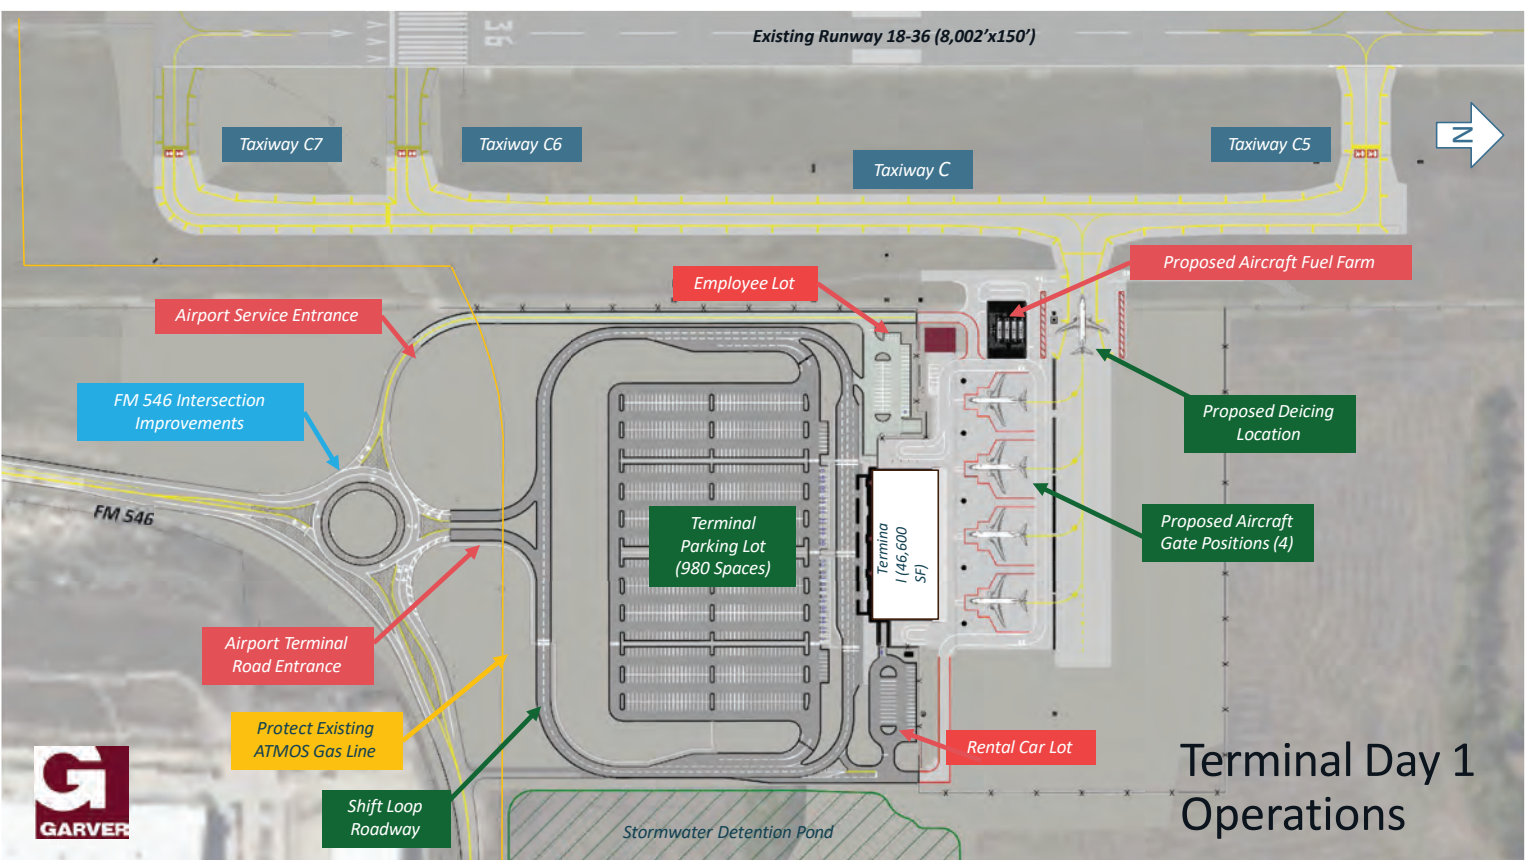 36
Existing Runway 18-36 (8,002'x150')
Taxiway C7
Taxiway C6
Taxiway C
Taxiway C5
N
Proposed Aircraft Fuel Farm
Employee Lot
Airport Service Entrance
FM 546 Intersection
Improvements
Proposed Deicing
Location
FM 546
Terminal
Parking Lot
(980 Spaces)
Termina
l (46,600
SF)
Proposed Aircraft
Gate Positions (4)
Airport Terminal
Road Entrance
Protect Existing
ATMOS Gas Line
Rental Car Lot
Shift Loop
Roadway
Stormwater Detention Pond
Terminal Day 1
Operations
G
GARVER